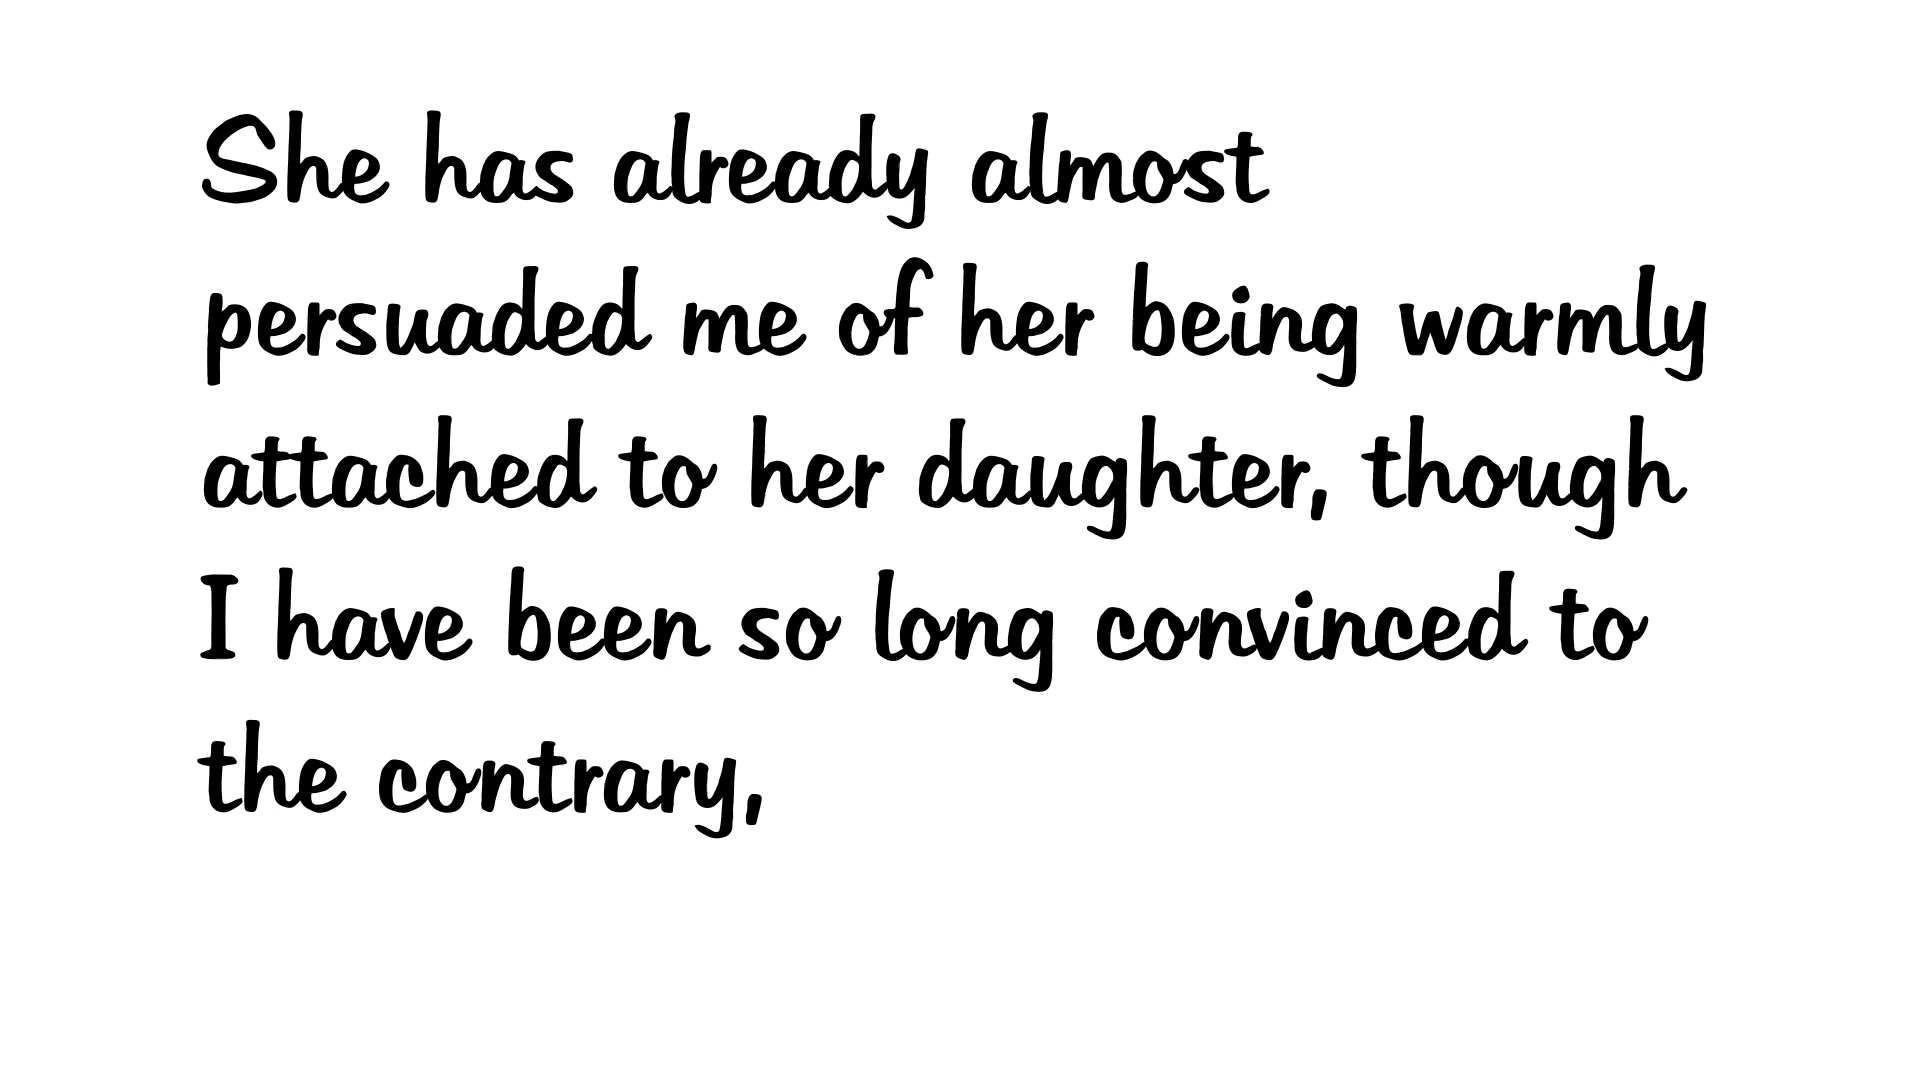 She has already almost
persuaded me of her being warmly
attached to her daughter, though
I have been so long convinced to
the contrary,